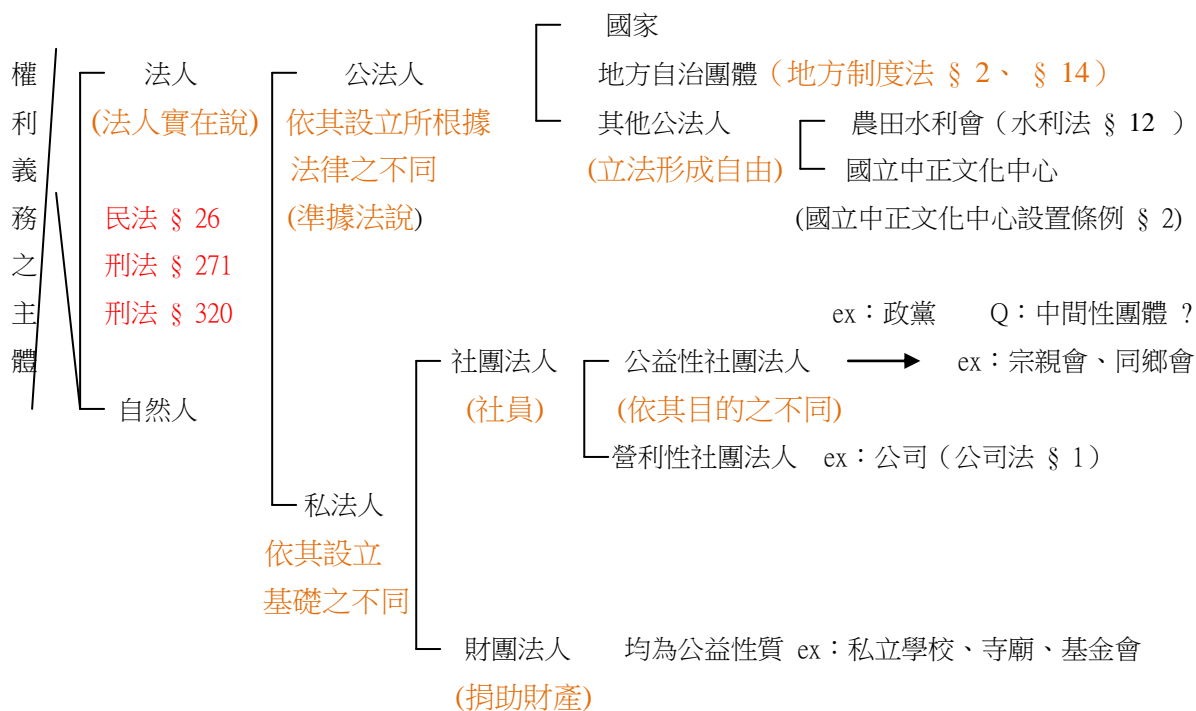 權利義務之主體
法人
(法人實在說)
民法 § 26
刑法 § 271
刑法 § 320
自然人
公法人
依其設立所根據
法律之不同
(準據法說)
國家
地方自治團體（地方制度法 § 2、 § 14）
其他公法人
(立法形成自由)
農田水利會（水利法 § 12 ）
國立中正文化中心
(國立中正文化中心設置條例 § 2)
私法人
依其設立
基礎之不同
社團法人
(社員)
ex：政黨 Q：中間性團體 ?
公益性社團法人
ex：宗親會、同鄉會
(依其目的之不同)
營利性社團法人 ex：公司（公司法 § 1）
財團法人 均為公益性質 ex：私立學校、寺廟、基金會
(捐助財產)